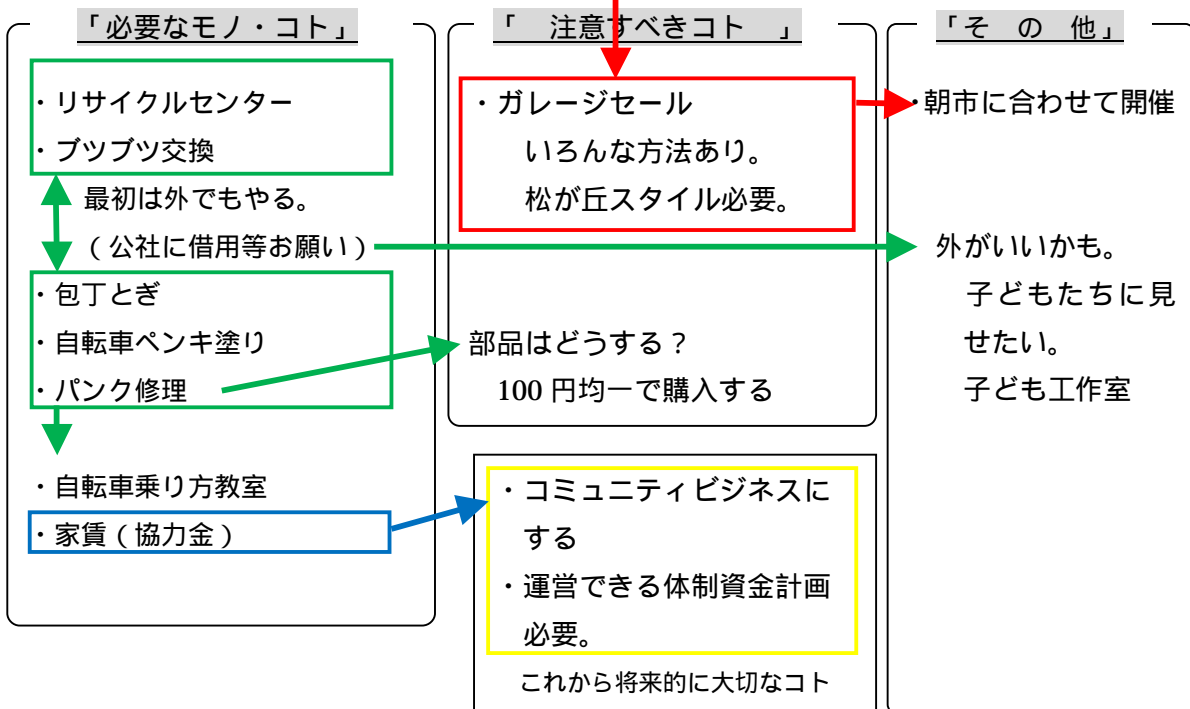 「必要なモノ・コト」
・リサイクルセンター
・ブツブツ交換
最初は外でもやる。
（公社に借用等お願い）
・包丁とぎ
・自転車ペンキ塗り
・パンク修理
・自転車乗り方教室
・家賃（協力金）
「　注意すべきコト　」
・ガレージセール
いろんな方法あり。
松が丘スタイル必要。
部品はどうする？
100 円均一で購入する
・コミュニティビジネスに
する
・運営できる体制資金計画
必要。
これから将来的に大切なコト
「そ　の　他」
・朝市に合わせて開催
外がいいかも。
子どもたちに見
せたい。
子ども工作室